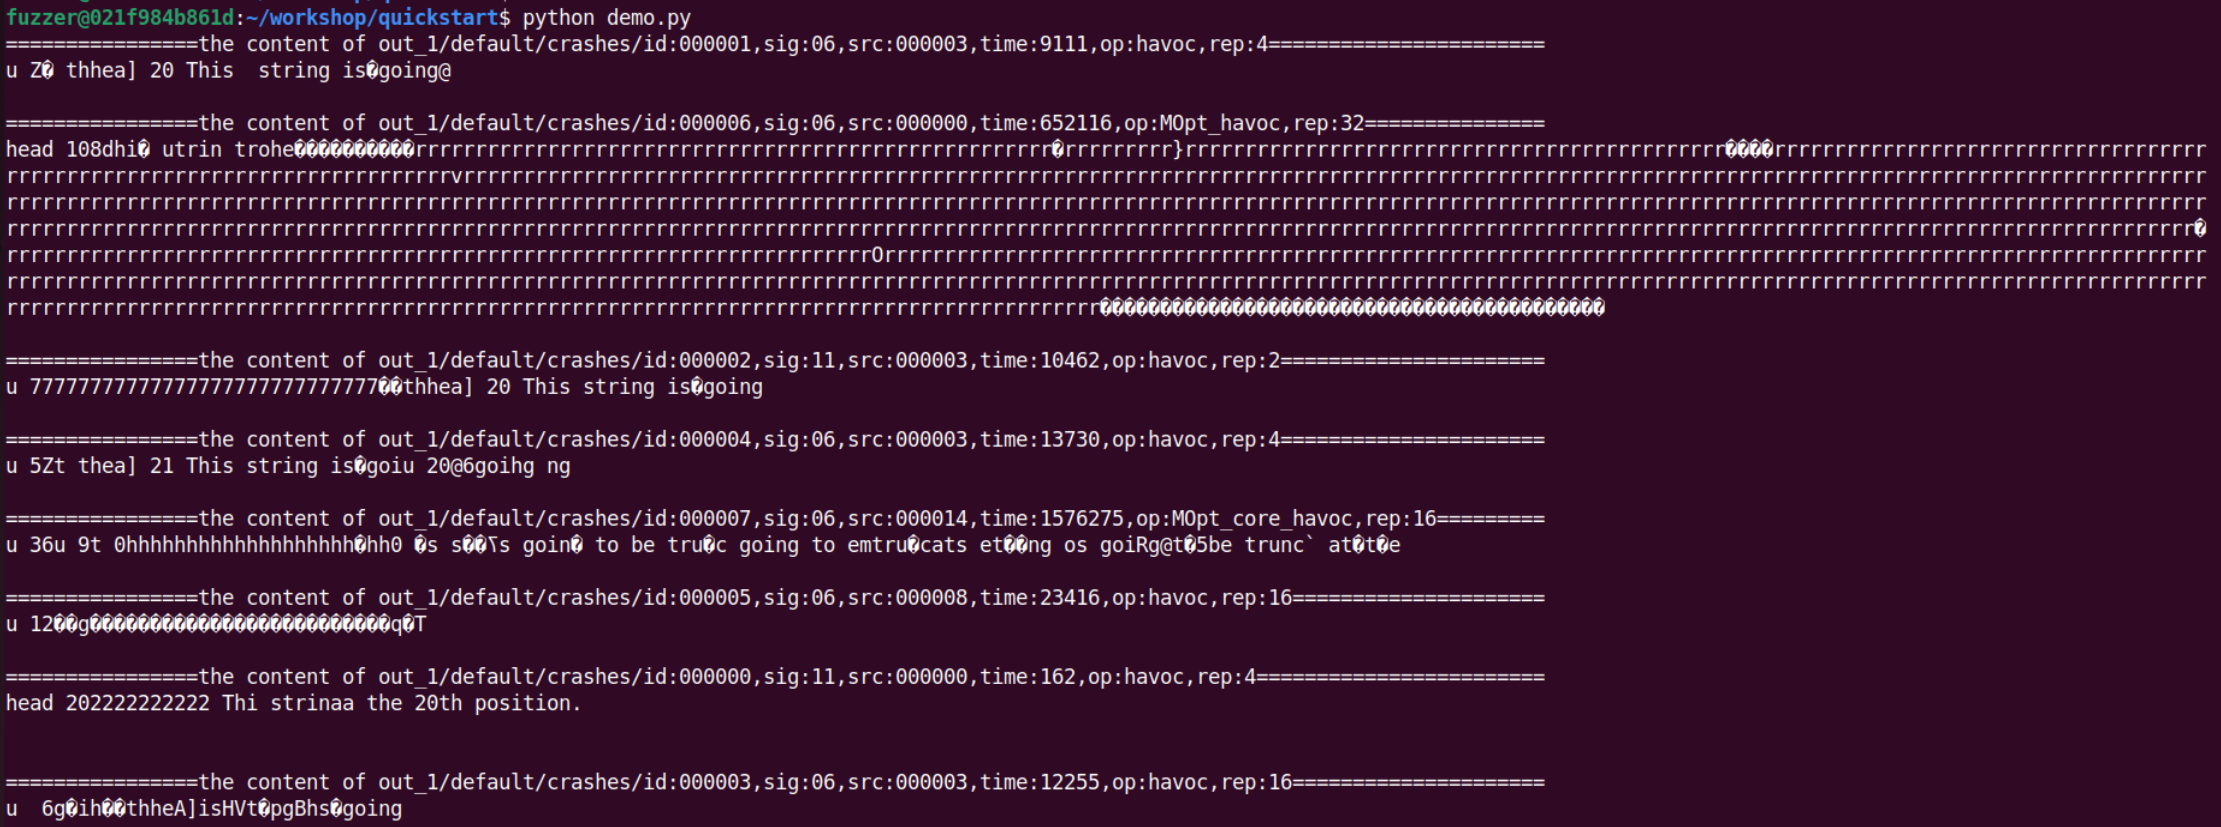 fuzzer@021f984b861d:~/workshop/quickstart$ python demo.py
================the content of out_1/default/crashes/id:000001,sig:06,src:000003,time:9111,op:havoc,rep:4=======================
u Z� thhea] 20 This  string is�going@
================the content of out_1/default/crashes/id:000006,sig:06,src:000000,time:652116,op:MOpt_havoc,rep:32===============
head 108dhi� utrin trohe����������rrrrrrrrrrrrrrrrrrrrrrrrrrrrrrrrrrrrrrrrrrrrrrrrrrrrr�rrrrrrrrr}rrrrrrrrrrrrrrrrrrrrrrrrrrrrrrrrrrrrrrrrrrrrr����rrrrrrrrrrrrrrrrrrrrrrrrrrrrrrrrrrrr
rrrrrrrrrrrrrrrrrrrrrrrrrrrrrrrrrrrrrvrrrrrrrrrrrrrrrrrrrrrrrrrrrrrrrrrrrrrrrrrrrrrrrrrrrrrrrrrrrrrrrrrrrrrrrrrrrrrrrrrrrrrrrrrrrrrrrrrrrrrrrrrrrrrrrrrrrrrrrrrrrrrrrrrrrrrrrrrrrrrrr
rrrrrrrrrrrrrrrrrrrrrrrrrrrrrrrrrrrrrrrrrrrrrrrrrrrrrrrrrrrrrrrrrrrrrrrrrrrrrrrrrrrrrrrrrrrrrrrrrrrrrrrrrrrrrrrrrrrrrrrrrrrrrrrrrrrrrrrrrrrrrrrrrrrrrrrrrrrrrrrrrrrrrrrrrrrrrrrrrrrrrrr
rrrrrrrrrrrrrrrrrrrrrrrrrrrrrrrrrrrrrrrrrrrrrrrrrrrrrrrrrrrrrrrrrrrrrrrrrrrrrrrrrrrrrrrrrrrrrrrrrrrrrrrrrrrrrrrrrrrrrrrrrrrrrrrrrrrrrrrrrrrrrrrrrrrrrrrrrrrrrrrrrrrrrrrrrrrrrrrrrrrrrr�
rrrrrrrrrrrrrrrrrrrrrrrrrrrrrrrrrrrrrrrrrrrrrrrrrrrrrrrrrrrrrrrrrrrrrrrrOrrrrrrrrrrrrrrrrrrrrrrrrrrrrrrrrrrrrrrrrrrrrrrrrrrrrrrrrrrrrrrrrrrrrrrrrrrrrrrrrrrrrrrrrrrrrrrrrrrrrrrrrrrrrrr
rrrrrrrrrrrrrrrrrrrrrrrrrrrrrrrrrrrrrrrrrrrrrrrrrrrrrrrrrrrrrrrrrrrrrrrrrrrrrrrrrrrrrrrrrrrrrrrrrrrrrrrrrrrrrrrrrrrrrrrrrrrrrrrrrrrrrrrrrrrrrrrrrrrrrrrrrrrrrrrrrrrrrrrrrrrrrrrrrrrrrrr
rrrrrrrrrrrrrrrrrrrrrrrrrrrrrrrrrrrrrrrrrrrrrrrrrrrrrrrrrrrrrrrrrrrrrrrrrrrrrrrrrrrrrrrrrrr������������������������������������������
================the content of out_1/default/crashes/id:000002,sig:11,src:000003,time:10462,op:havoc,rep:2======================
u 77777777777777777777777777777��thhea] 20 This string is�going
================the content of out_1/default/crashes/id:000004,sig:06,src:000003,time:13730,op:havoc,rep:4======================
u 5Zt thea] 21 This string is�goiu 20@6goihg ng
================the content of out_1/default/crashes/id:000007,sig:06,src:000014,time:1576275,op:MOpt_core_havoc,rep:16=========
u 36u 9t 0hhhhhhhhhhhhhhhhhhh�hh0 �s s��ߖs goin� to be tru�c going to emtru�cats et��ng os goiRg@t�5be trunc` at�t�e
================the content of out_1/default/crashes/id:000005,sig:06,src:000008,time:23416,op:havoc,rep:16=====================
u 12��g�������������������������q�T
================the content of out_1/default/crashes/id:000000,sig:11,src:000000,time:162,op:havoc,rep:4========================
head 202222222222 Thi strinaa the 20th position.
================the content of out_1/default/crashes/id:000003,sig:06,src:000003,time:12255,op:havoc,rep:16=====================
u  6g�ih��thheA]isHVt�pgBhs�going